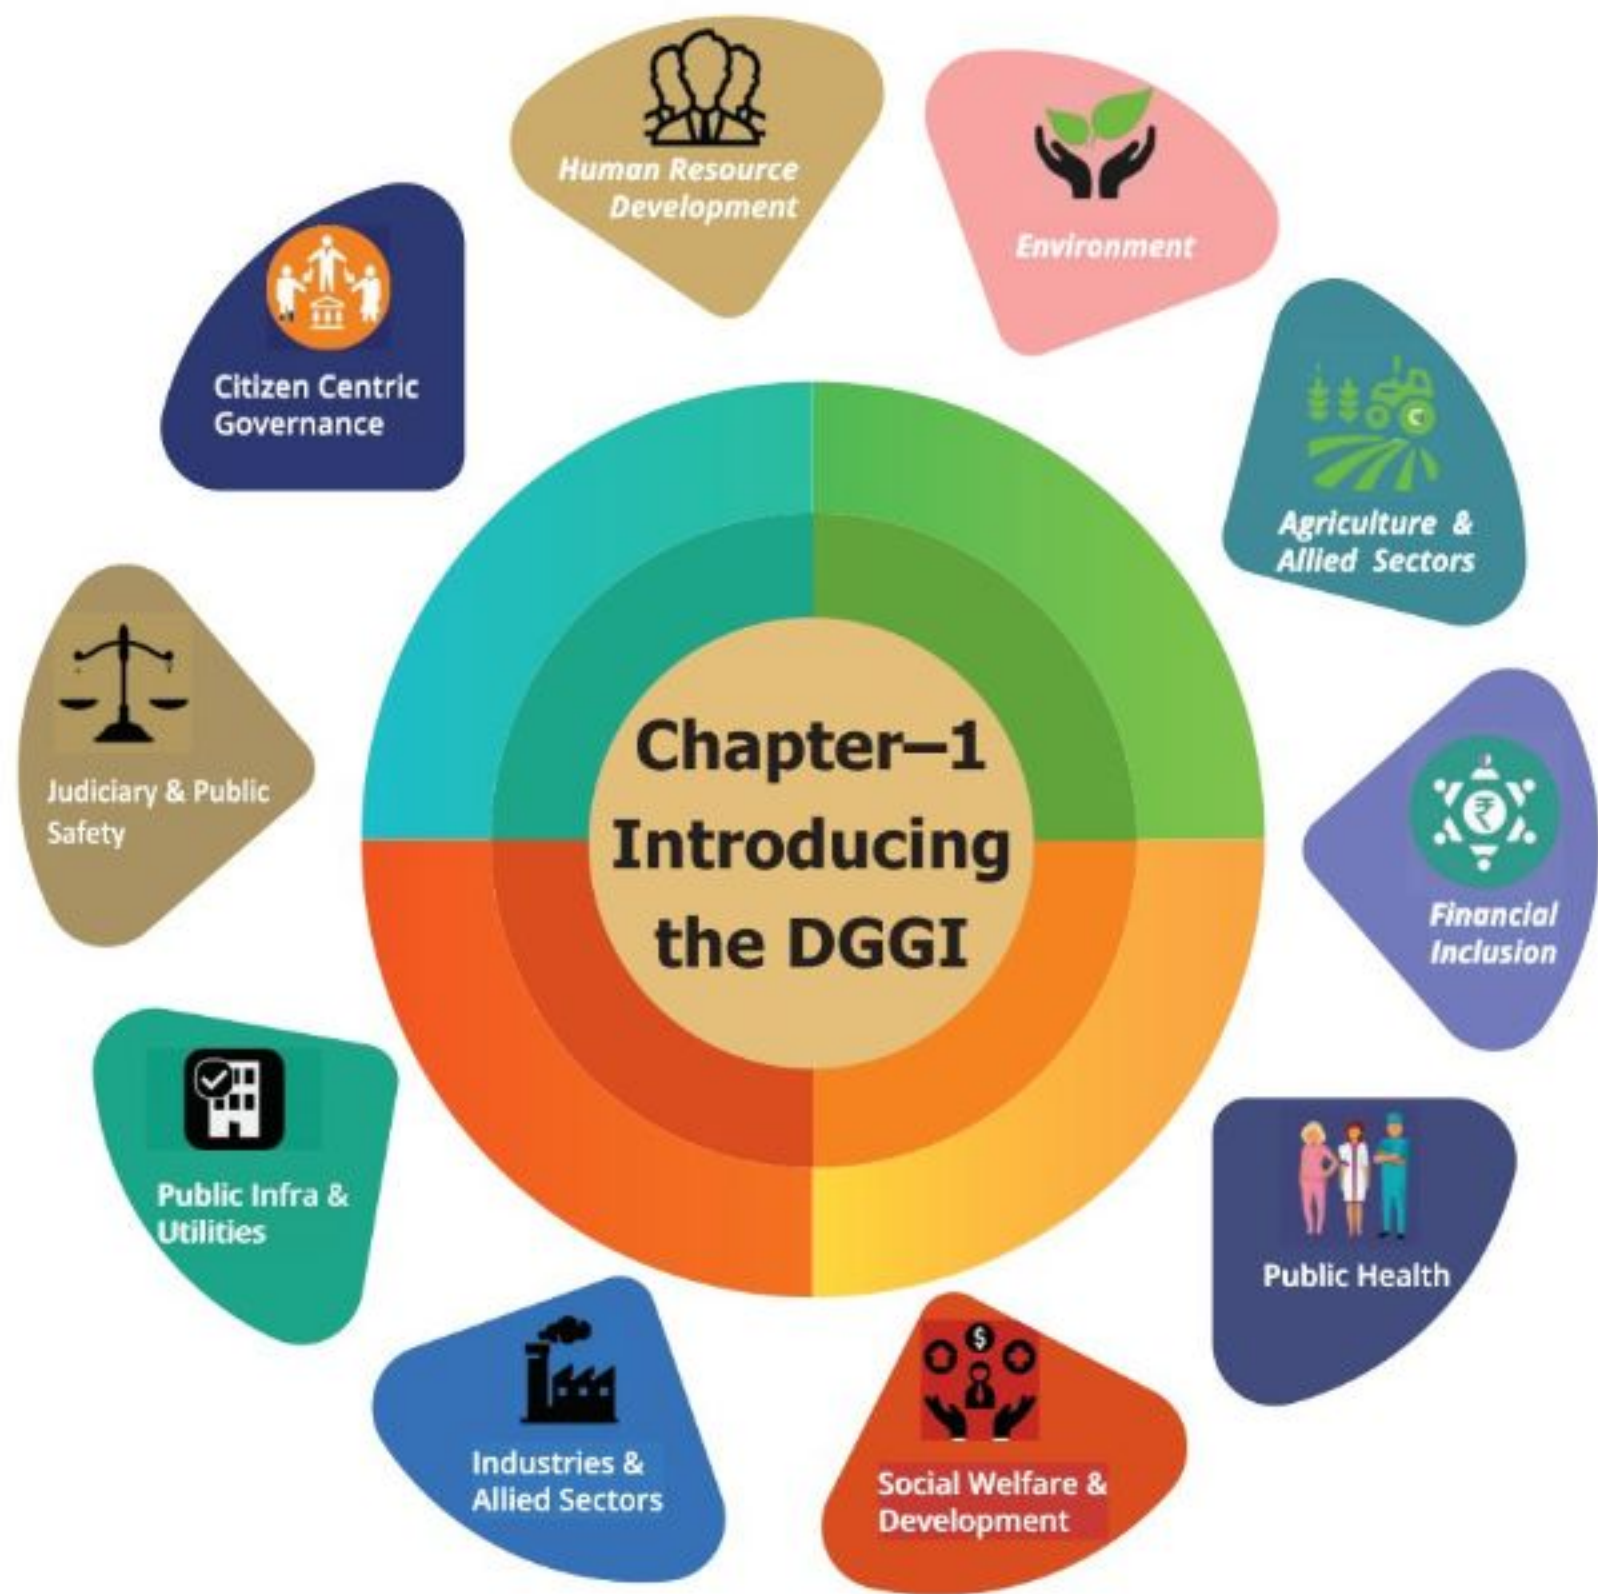 Human Resource
Development
Environment
Agriculture &
Allied Sectors
Financial
Inclusion
Public Health
Social Welfare &
Development
Industries &
Allied Sectors
Public Infra &
Utilities
Judiciary & Public
Safety
Citizen Centric
Governance
Chapter–1
Introducing
the DGGI
₹
$